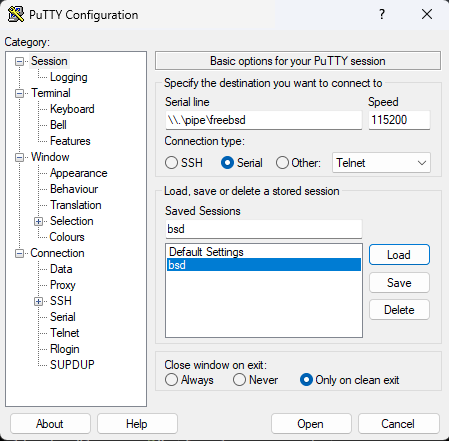 PuTTY Configuration
?
Category:
Session
Logging
Terminal
Keyboard
Bell
Features
Window
Appearance
Behaviour
Translation
Selection
Colours
Connection
Data
Proxy
SSH
Serial
Telnet
Rlogin
SUPDUP
Basic options for your PuTTY session
Specify the destination you want to connect to
Serial line Speed
\\.\pipe\freebsd 115200
Connection type:
SSH Serial Other: Telnet
Load, save or delete a stored session
Saved Sessions
bsd
Default Settings
bsd
Load
Save
Delete
Close window on exit:
Always Never Only on clean exit
About Help Open Cancel